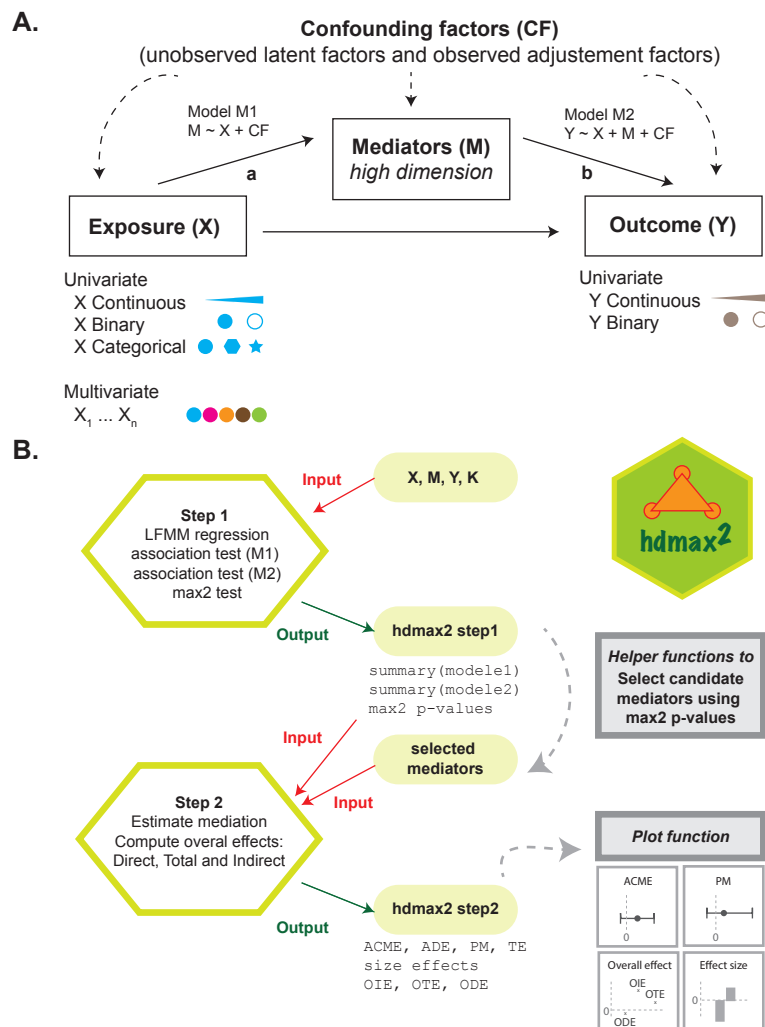 A.
Confounding factors (CF)
(unobserved latent factors and observed adjustement factors)
Model M1
M ~ X + CF
a
Mediators (M)
high dimension
Model M2
Y ~ X + M + CF
b
Exposure (X)
Outcome (Y)
Univariate
X Continuous
X Binary
X Categorical
Multivariate
X1 ... Xn
Univariate
Y Continuous
Y Binary
B.
Input
X, M, Y, K
Step 1
LFMM regression
association test (M1)
association test (M2)
max2 test
hdmax2
Output
hdmax2 step1
summary(modele1)
summary(modele2)
max2 p-values
Helper functions to
Select candidate
mediators using
max2 p-values
Input
selected
mediators
Input
Step 2
Estimate mediation
Compute overal effects:
Direct, Total and Indirect
Output
hdmax2 step2
ACME, ADE, PM, TE
size effects
OIE, OTE, ODE
Plot function
ACME
0
PM
0
Overall effect
OIE
OTE
0
ODE
Effect size
0